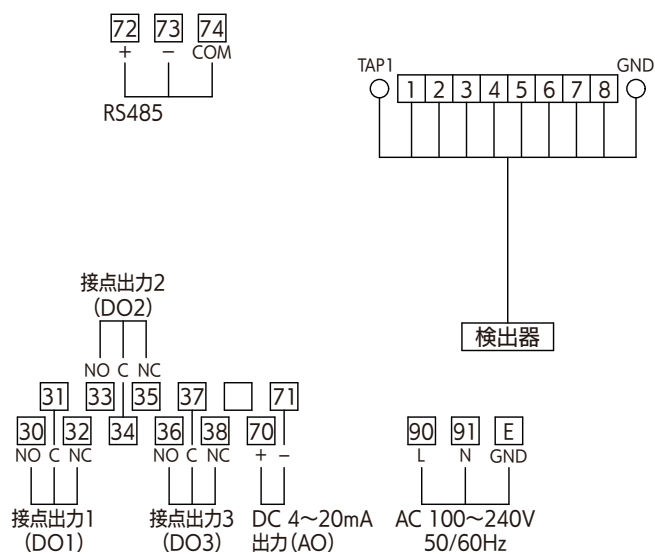 72 73 74
+ − COM
RS485
TAP1 1 2 3 4 5 6 7 8 GND
検出器
接点出力2
(DO2)
NO C NC
31 33 35 37 71
30 32 34 36 38 70
NO C NC NO C NC + −
接点出力1 接点出力3 DC 4～20mA
(DO1) (DO3) 出力(AO)
90 91 E
L N GND
AC 100～240V
50/60Hz